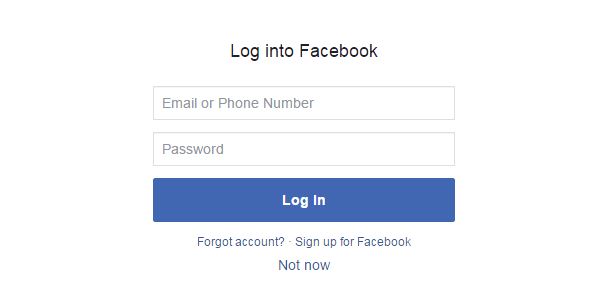 Log into Facebook
Email or Phone Number
Password
Log In
Forgot account? · Sign up for Facebook
Not now